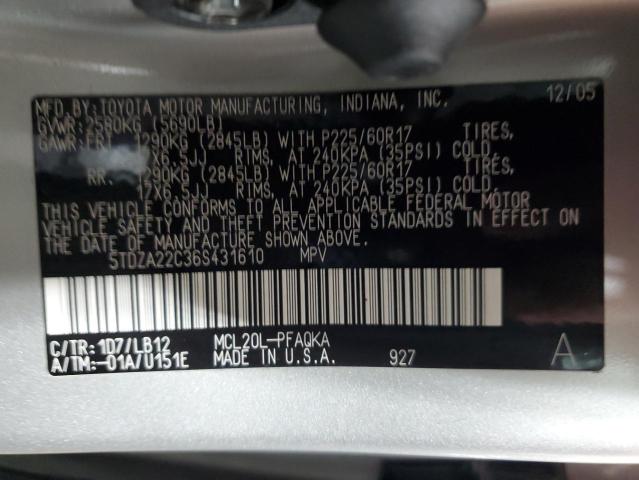 MFD. BY: TOYOTA MOTOR MANUFACTURING, INDIANA, INC. 12/05
GVWR: 2580KG (5690LB)
GAWR: FRT. 1290KG (2845LB) WITH P225/60R17 TIRES,
17X6.5JJ RIMS, AT 240KPA (35PSI) COLD.
RR. 1290KG (2845LB) WITH P225/60R17 TIRES,
17X6.5JJ RIMS, AT 240KPA (35PSI) COLD.
THIS VEHICLE CONFORMS TO ALL APPLICABLE FEDERAL MOTOR
VEHICLE SAFETY AND THEFT PREVENTION STANDARDS IN EFFECT ON
THE DATE OF MANUFACTURE SHOWN ABOVE.
5TDZA22C36S431610 MPV
C/TR: 1D7/LB12 MCL20L-PFAQKA
A/TM: -01A/U151E MADE IN U.S.A. 927 A